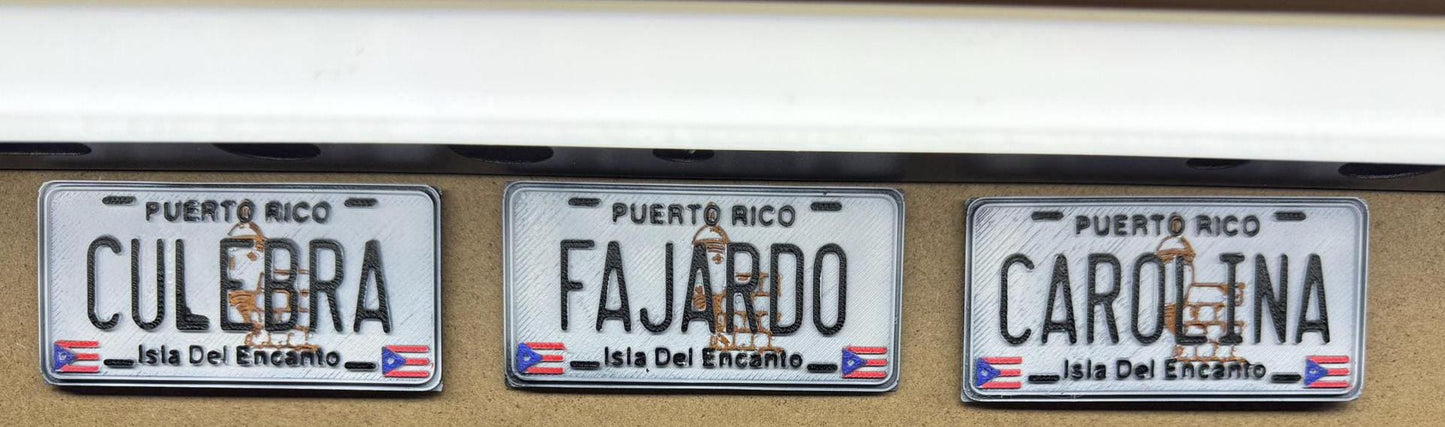 PUERTO RICO
CULEBRA
Isla Del Encanto
PUERTO RICO
FAJARDO
Isla Del Encanto
PUERTO RICO
CAROLINA
Isla Del Encanto